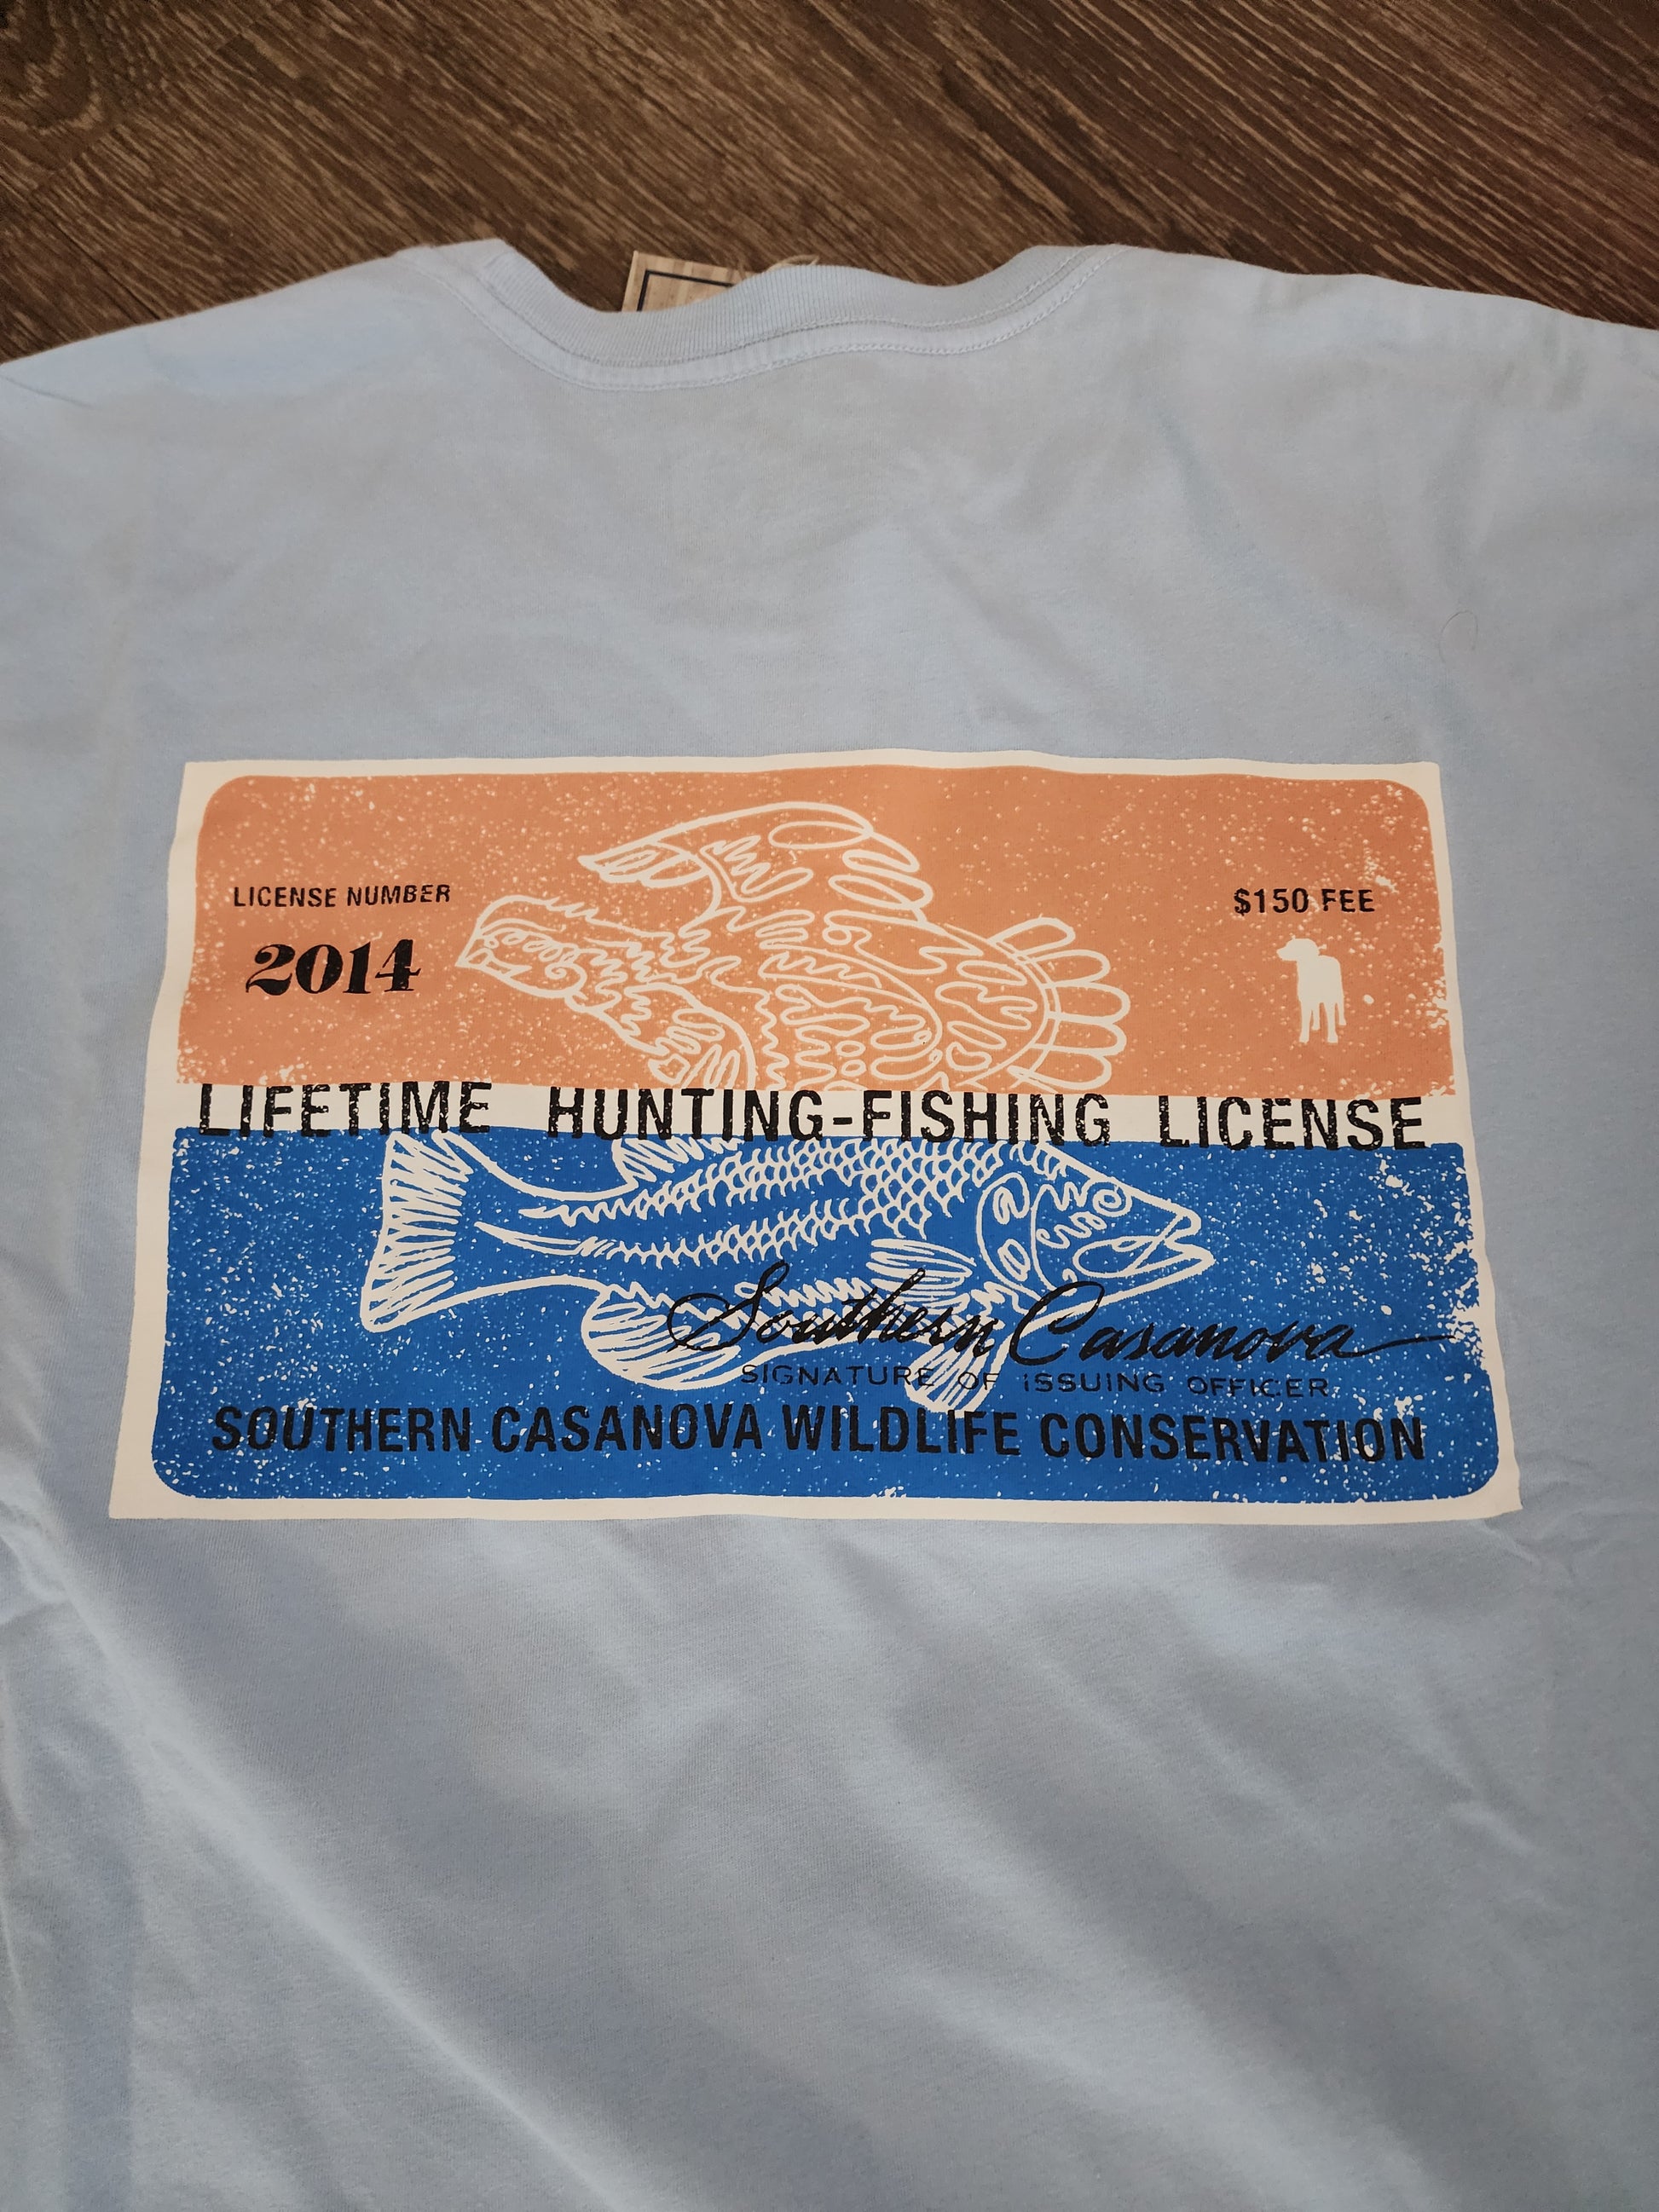 LICENSE NUMBER
2014
$150 FEE
LIFETIME HUNTING-FISHING LICENSE
Southern Casanova
SIGNATURE OF ISSUING OFFICER
SOUTHERN CASANOVA WILDLIFE CONSERVATION